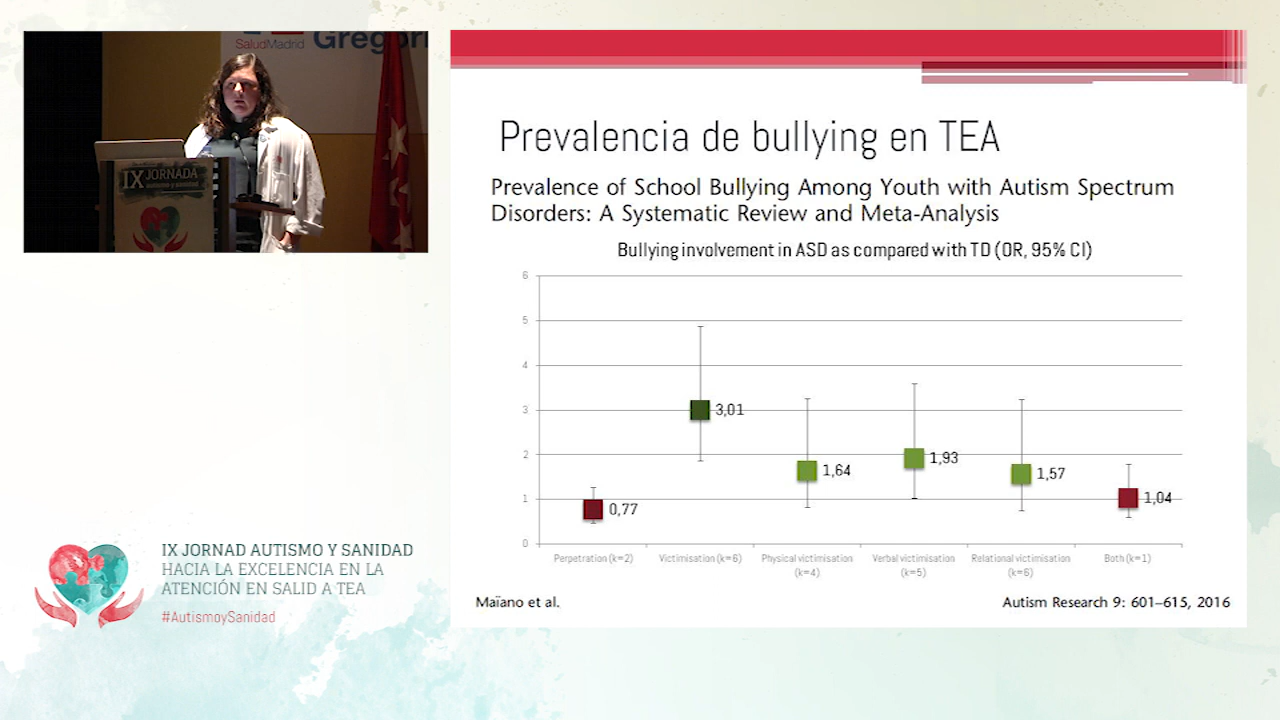 SaludMadrid
Gregori
IX JORNADA
autismo y sanidad
Prevalencia de bullying en TEA
Prevalence of School Bullying Among Youth with Autism Spectrum
Disorders: A Systematic Review and Meta-Analysis
Bullying involvement in ASD as compared with TD (OR, 95% CI)
6
5
4
3
2
1
0
0,77
3,01
1,64
1,93
1,57
1,04
Perpetration (k=2)
Victimisation (k=6)
Physical victimisation
(k=4)
Verbal victimisation
(k=5)
Relational victimisation
(k=6)
Both (k=1)
Maïano et al.
Autism Research 9: 601–615, 2016
IX JORNAD AUTISMO Y SANIDAD
HACIA LA EXCELENCIA EN LA
ATENCIÓN EN SALID A TEA
#AutismoySanidad